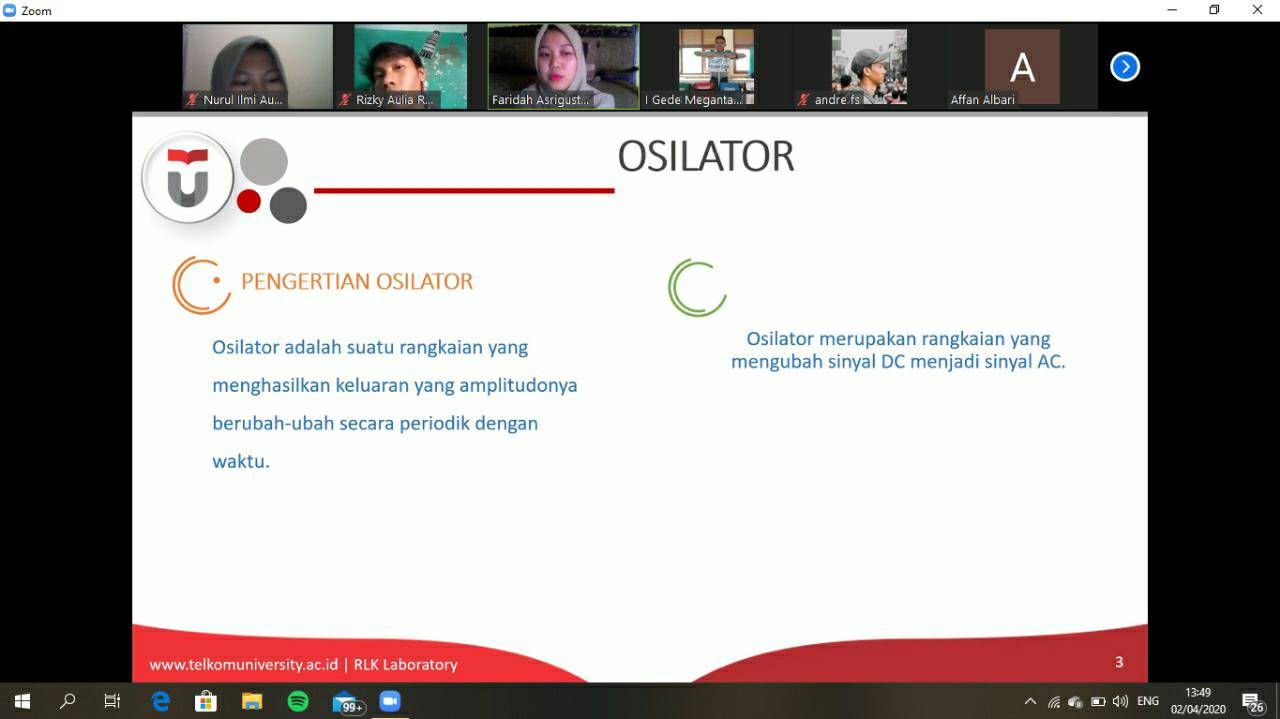 Zoom
Nurul Ilmi Au...
Rizky Aulia R...
Faridah Asrigust...
I Gede Meganta...
andre fs
A
Affan Albari
OSILATOR
PENGERTIAN OSILATOR
Osilator adalah suatu rangkaian yang
menghasilkan keluaran yang amplitudonya
berubah-ubah secara periodik dengan
waktu.
Osilator merupakan rangkaian yang
mengubah sinyal DC menjadi sinyal AC.
www.telkomuniversity.ac.id | RLK Laboratory
3
99+
ENG
13:49
02/04/2020
26